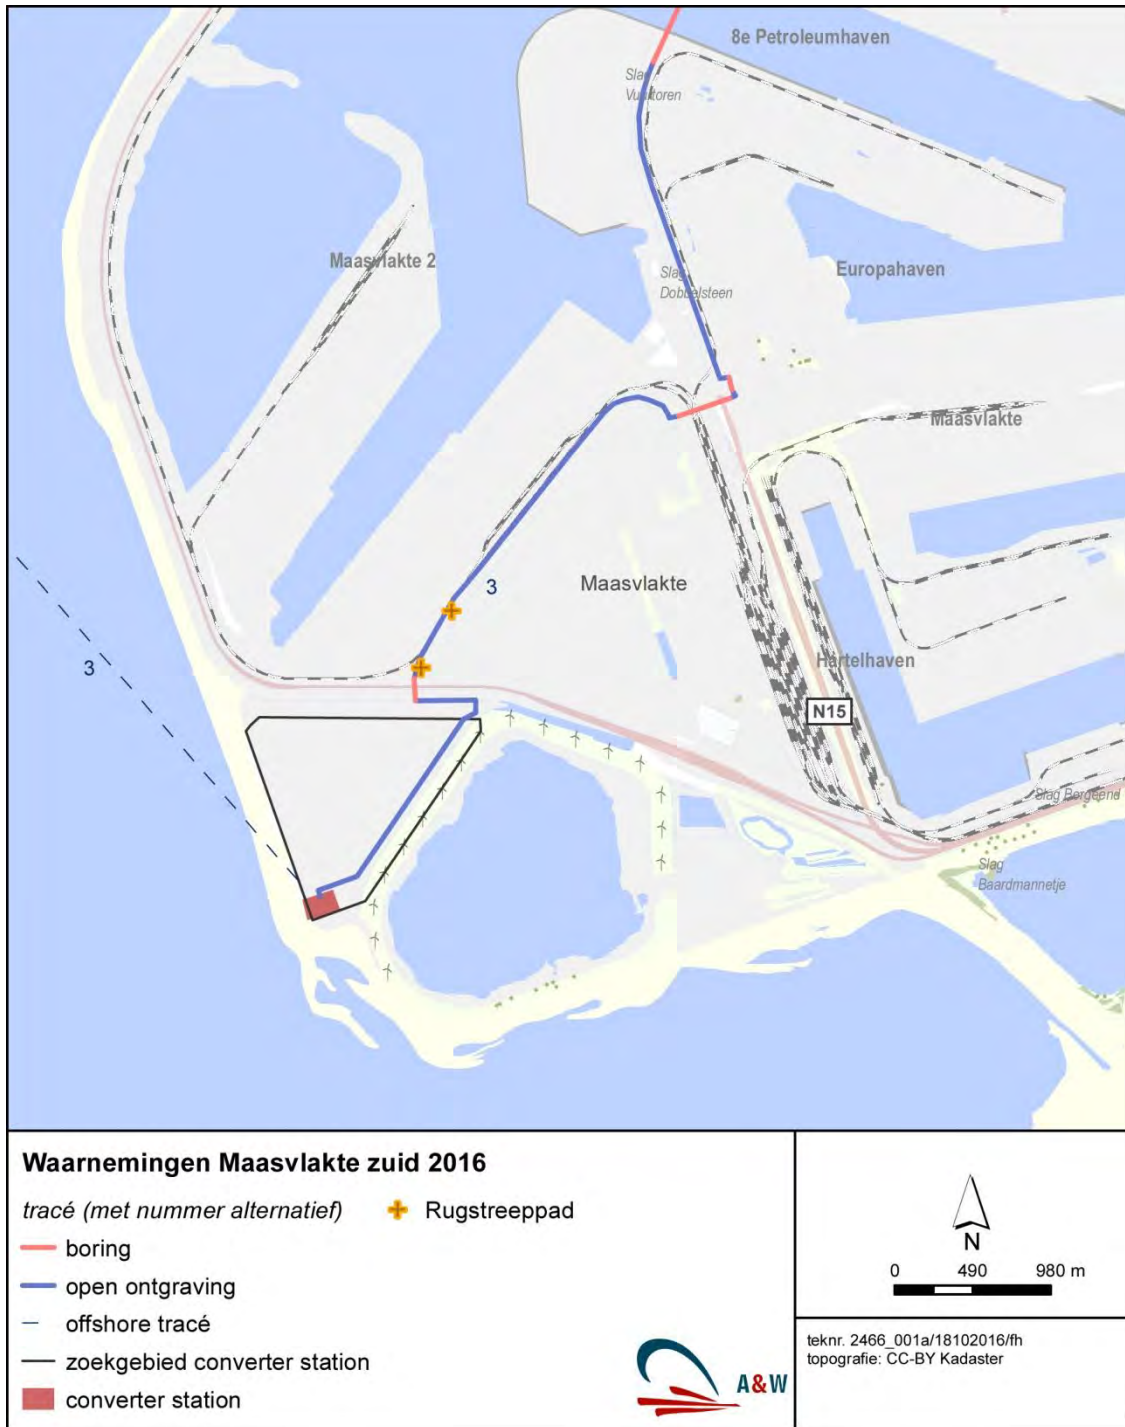 8e Petroleumhaven
Slag
Vuurtoren
Maasvlakte 2
Europahaven
Slag
Dobbelsteen
Maasvlakte
3
Maasvlakte
3
Hartelhaven
N15
Slag Bergeend
Slag
Baardmannetje
Waarnemingen Maasvlakte zuid 2016
tracé (met nummer alternatief)
Rugstreeppad
boring
open ontgraving
offshore tracé
zoekgebied converter station
converter station
A&W
N
0 490 980 m
teknr. 2466_001a/18102016/fh
topografie: CC-BY Kadaster